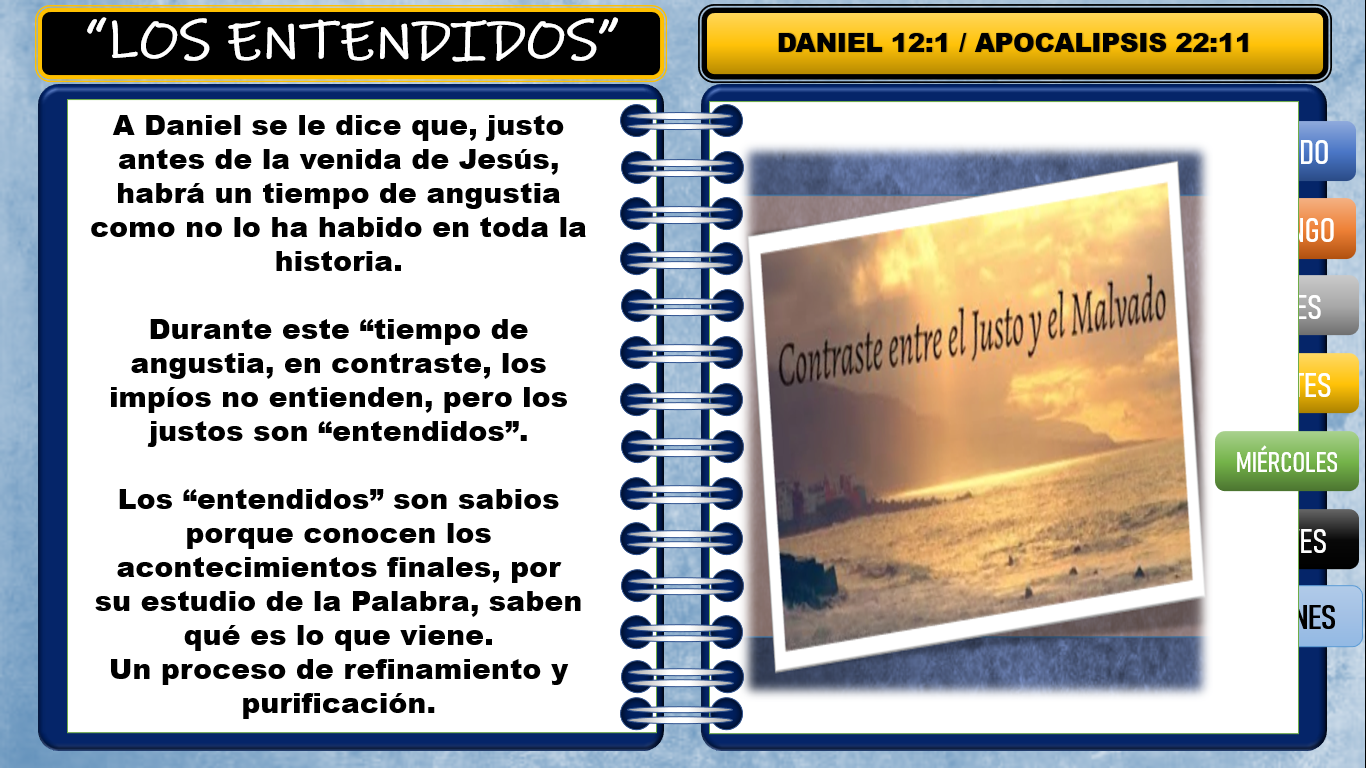 “LOS ENTENDIDOS”
DANIEL 12:1 / APOCALIPSIS 22:11
A Daniel se le dice que, justo
antes de la venida de Jesús,
habrá un tiempo de angustia
como no lo ha habido en toda la
historia.
Durante este “tiempo de
angustia, en contraste, los
impíos no entienden, pero los
justos son “entendidos”.
Los “entendidos” son sabios
porque conocen los
acontecimientos finales, por
su estudio de la Palabra, saben
qué es lo que viene.
Un proceso de refinamiento y
purificación.
Contraste entre el Justo y el Malvado
DO
NGO
ES
TES
MIÉRCOLES
ES
NES